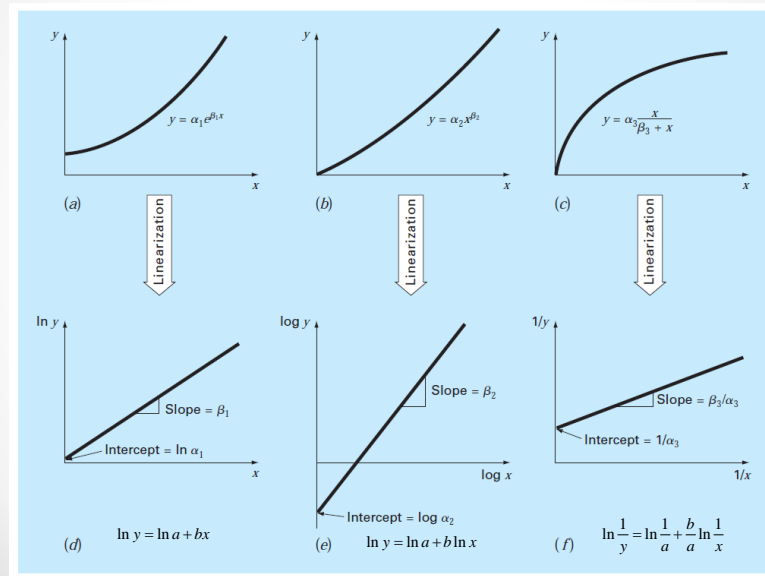 y
y
y
y = α₁e^{β₁x}
y = α₂x^{β₂}
y = α₃ x/(β₃ + x)
x
x
x
(a)
(b)
(c)
Linearization
Linearization
Linearization
ln y
log y
1/y
Slope = β₁
Slope = β₂
Slope = β₃/α₃
Intercept = ln α₁
Intercept = 1/α₃
x
log x
1/x
Intercept = log α₂
(d)
ln y = ln a + bx
(e)
ln y = ln a + b ln x
(f)
ln 1/y = ln 1/a + b/a ln 1/x